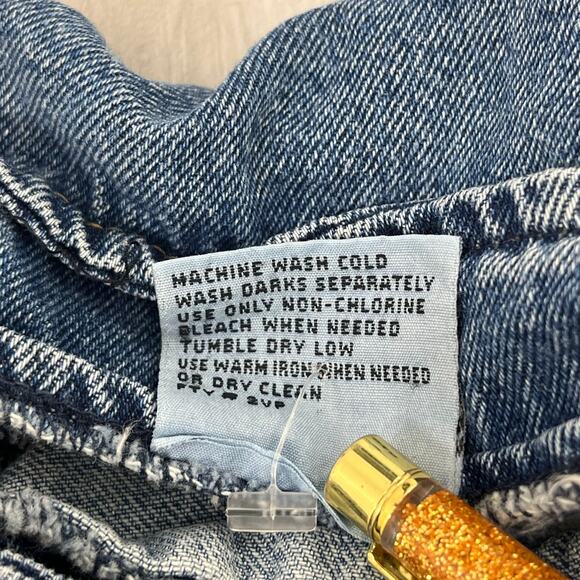 MACHINE WASH COLD
WASH DARKS SEPARATELY
USE ONLY NON-CHLORINE
BLEACH WHEN NEEDED
TUMBLE DRY LOW
USE WARM IRON WHEN NEEDED
OR DRY CLEAN